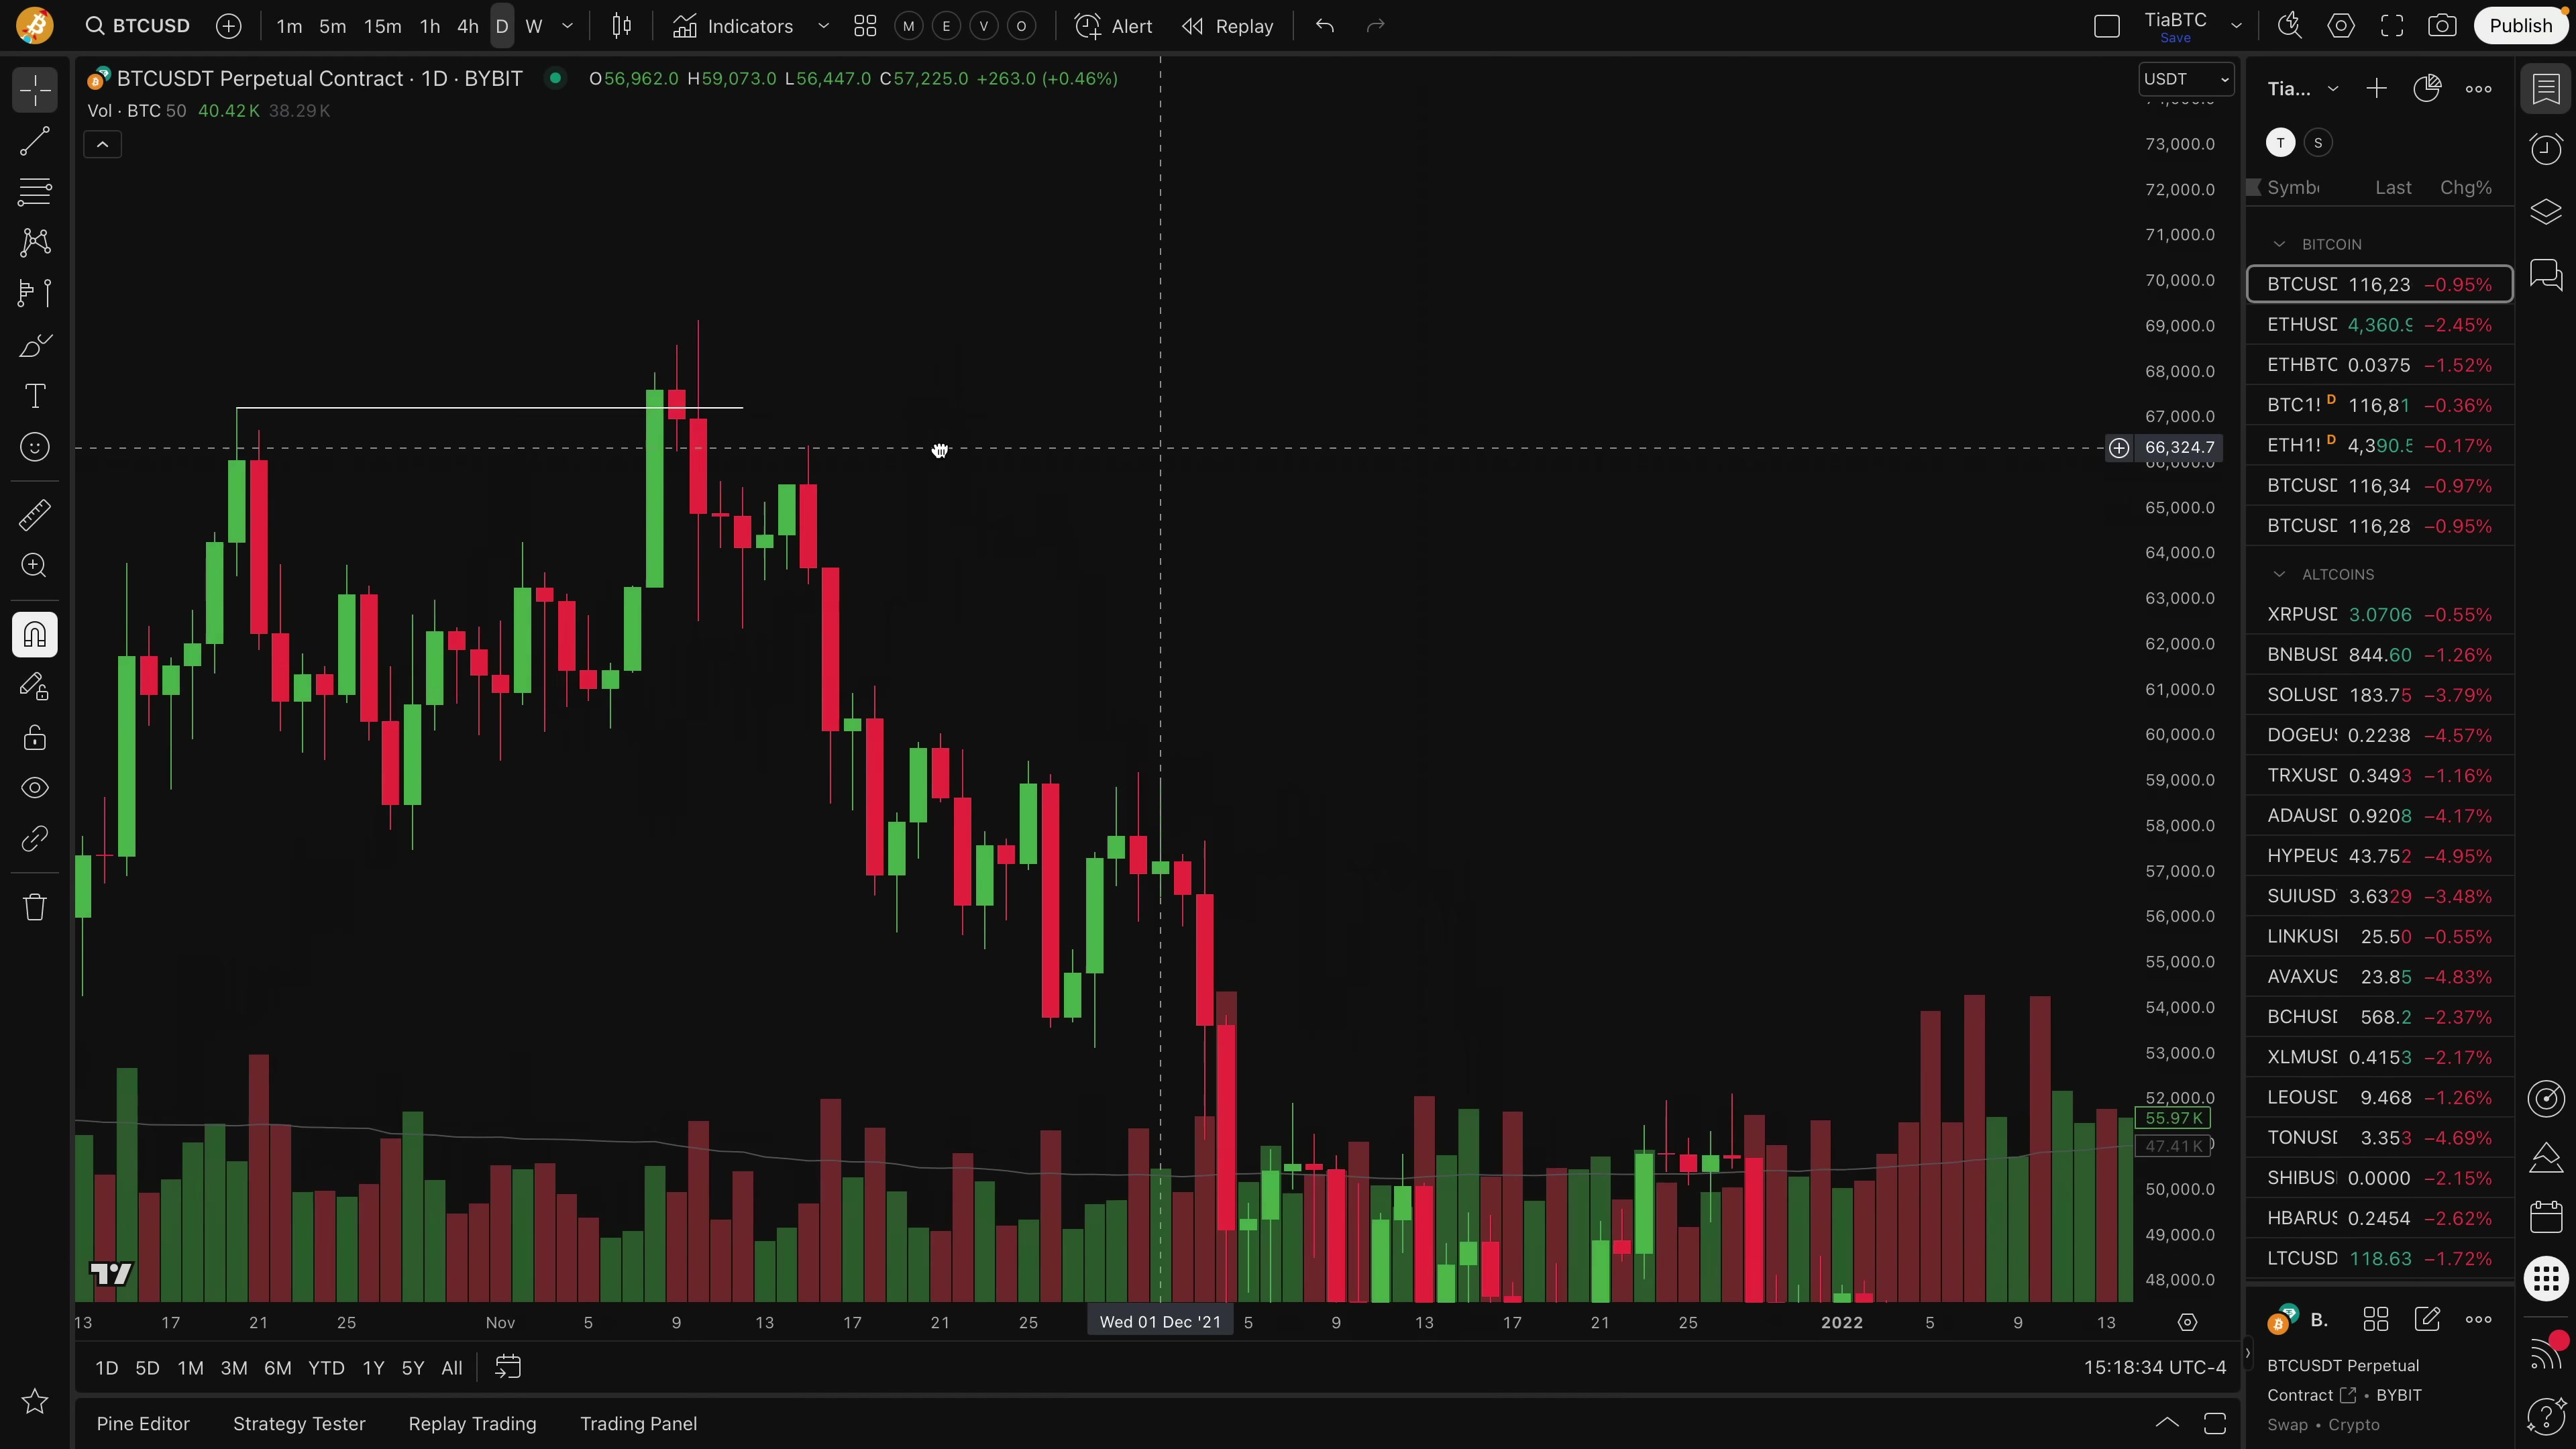 BTCUSD 1m 5m 15m 1h 4h D W Indicators M E V O Alert Replay TiaBTC Save Publish
BTCUSDT Perpetual Contract · 1D · BYBIT O56,962.0 H59,073.0 L56,447.0 C57,225.0 +263.0 (+0.46%)
Vol · BTC 50 40.42K 38.29K
USDT
73,000.0
72,000.0
71,000.0
70,000.0
69,000.0
68,000.0
67,000.0
66,324.7
66,000.0
65,000.0
64,000.0
63,000.0
62,000.0
61,000.0
60,000.0
59,000.0
58,000.0
57,000.0
56,000.0
55,000.0
54,000.0
53,000.0
52,000.0
55.97K
47.41K
50,000.0
49,000.0
48,000.0
13 17 21 25 Nov 5 9 13 17 21 25 Wed 01 Dec '21 5 9 13 17 21 25 2022 5 9 13
1D 5D 1M 3M 6M YTD 1Y 5Y All 15:18:34 UTC-4
Pine Editor Strategy Tester Replay Trading Trading Panel
Tia...
T S
Symb Last Chg%
BITCOIN
BTCUSD 116,23 −0.95%
ETHUSD 4,360.9 −2.45%
ETHBTC 0.0375 −1.52%
BTC1! D 116,81 −0.36%
ETH1! D 4,390.5 −0.17%
BTCUSD 116,34 −0.97%
BTCUSD 116,28 −0.95%
ALTCOINS
XRPUSD 3.0706 −0.55%
BNBUSD 844.60 −1.26%
SOLUSD 183.75 −3.79%
DOGEUS 0.2238 −4.57%
TRXUSD 0.3493 −1.16%
ADAUSD 0.9208 −4.17%
HYPEUS 43.752 −4.95%
SUIUSD 3.6329 −3.48%
LINKUSI 25.50 −0.55%
AVAXUS 23.85 −4.83%
BCHUSD 568.2 −2.37%
XLMUSD 0.4153 −2.17%
LEOUSD 9.468 −1.26%
TONUSD 3.353 −4.69%
SHIBUS 0.0000 −2.15%
HBARUS 0.2454 −2.62%
LTCUSD 118.63 −1.72%
B.
BTCUSDT Perpetual
Contract • BYBIT
Swap • Crypto